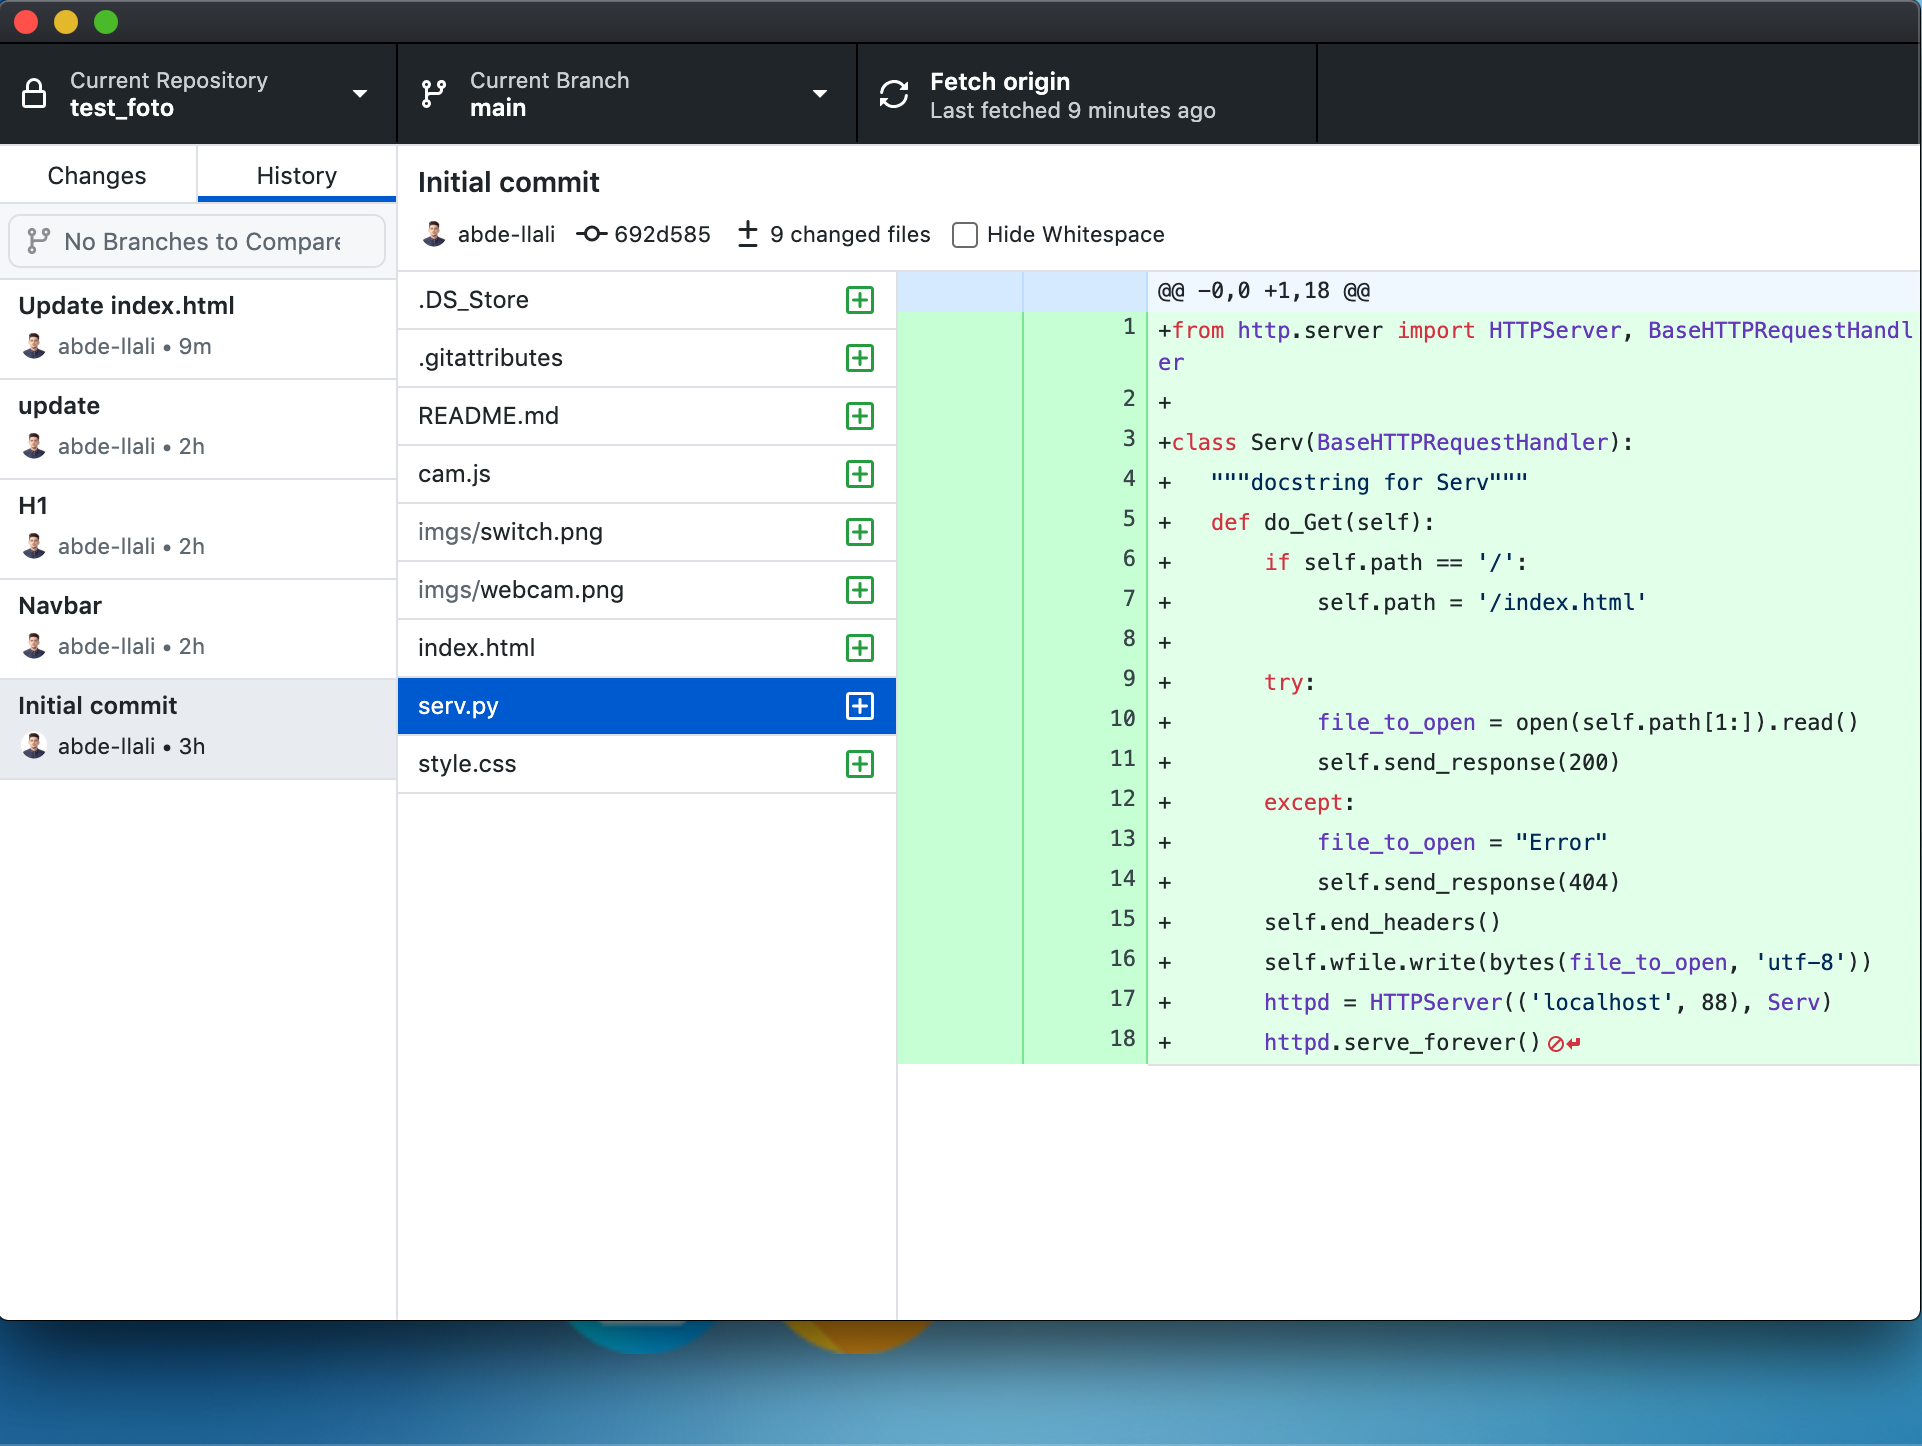 Current Repository
test_foto
Current Branch
main
Fetch origin
Last fetched 9 minutes ago
Changes
History
No Branches to Compare
Update index.html
abde-llali • 9m
update
abde-llali • 2h
H1
abde-llali • 2h
Navbar
abde-llali • 2h
Initial commit
abde-llali • 3h
Initial commit
abde-llali 692d585 9 changed files Hide Whitespace
.DS_Store
.gitattributes
README.md
cam.js
imgs/switch.png
imgs/webcam.png
index.html
serv.py
style.css
@@ -0,0 +1,18 @@
1 +from http.server import HTTPServer, BaseHTTPRequestHandl
er
2 +
3 +class Serv(BaseHTTPRequestHandler):
4 +   """docstring for Serv"""
5 +   def do_Get(self):
6 +       if self.path == '/':
7 +           self.path = '/index.html'
8 +
9 +       try:
10 +           file_to_open = open(self.path[1:]).read()
11 +           self.send_response(200)
12 +       except:
13 +           file_to_open = "Error"
14 +           self.send_response(404)
15 +       self.end_headers()
16 +       self.wfile.write(bytes(file_to_open, 'utf-8'))
17 +       httpd = HTTPServer(('localhost', 88), Serv)
18 +       httpd.serve_forever()